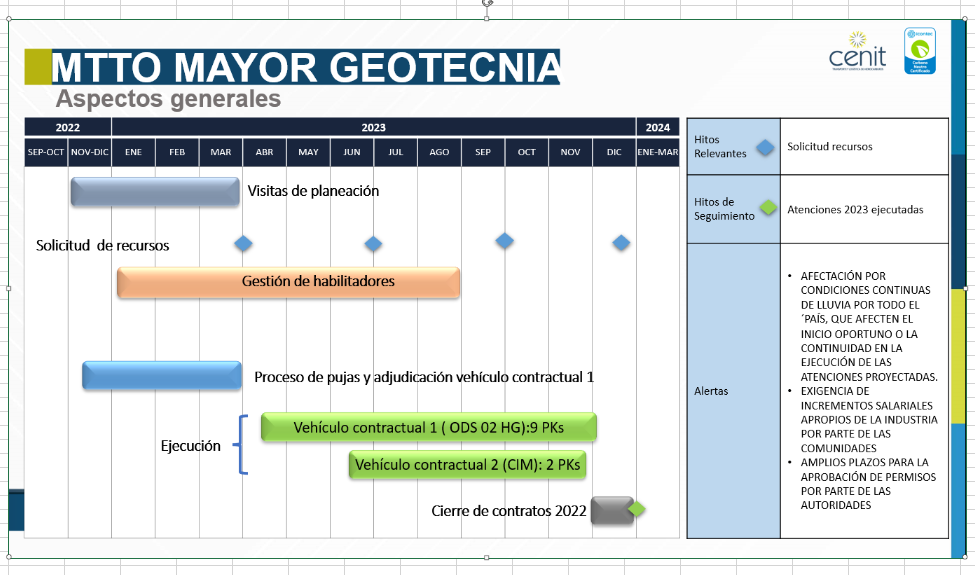 MTTO MAYOR GEOTECNIA
Aspectos generales
cenit
2022 2023 2024
SEP-OCT NOV-DIC ENE FEB MAR ABR MAY JUN JUL AGO SEP OCT NOV DIC ENE-MAR
Visitas de planeación
Solicitud de recursos
Gestión de habilitadores
Proceso de pujas y adjudicación vehículo contractual 1
Ejecución
Vehículo contractual 1 ( ODS 02 HG):9 PKs
Vehículo contractual 2 (CIM): 2 PKs
Cierre de contratos 2022
Hitos
Relevantes
Solicitud recursos
Hitos de
Seguimiento
Atenciones 2023 ejecutadas
Alertas
• AFECTACIÓN POR
CONDICIONES CONTINUAS
DE LLUVIA POR TODO EL
´PAÍS, QUE AFECTEN EL
INICIO OPORTUNO O LA
CONTINUIDAD EN LA
EJECUCIÓN DE LAS
ATENCIONES PROYECTADAS.
• EXIGENCIA DE
INCREMENTOS SALARIALES
APROPIOS DE LA INDUSTRIA
POR PARTE DE LAS
COMUNIDADES
• AMPLIOS PLAZOS PARA LA
APROBACIÓN DE PERMISOS
POR PARTE DE LAS
AUTORIDADES